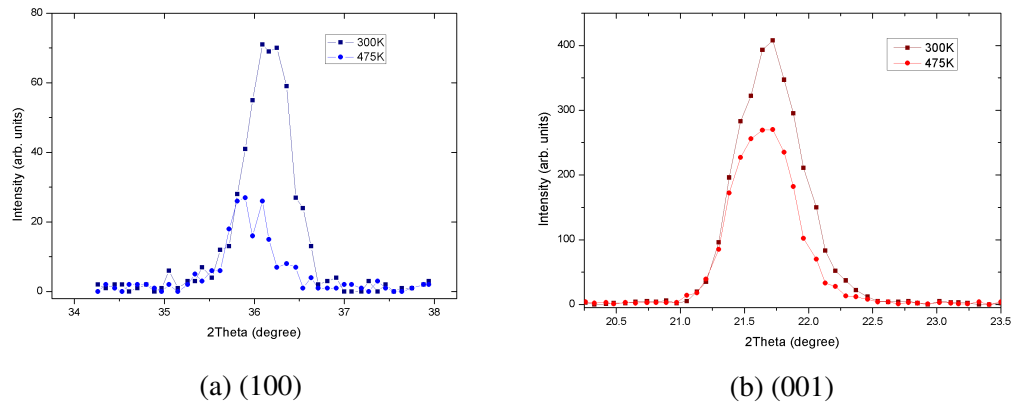 80
60
40
20
0
34
35
36
37
38
Intensity (arb. units)
2Theta (degree)
300K
475K
(a) (100)
400
300
200
100
0
20.5
21.0
21.5
22.0
22.5
23.0
23.5
Intensity (arb. units)
2Theta (degree)
300K
475K
(b) (001)